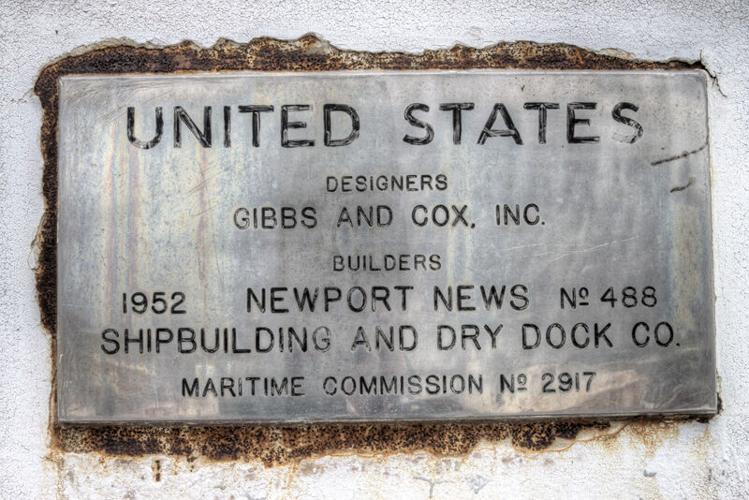 UNITED STATES
DESIGNERS
GIBBS AND COX, INC.
BUILDERS
1952 NEWPORT NEWS Nº 488
SHIPBUILDING AND DRY DOCK CO.
MARITIME COMMISSION Nº 2917